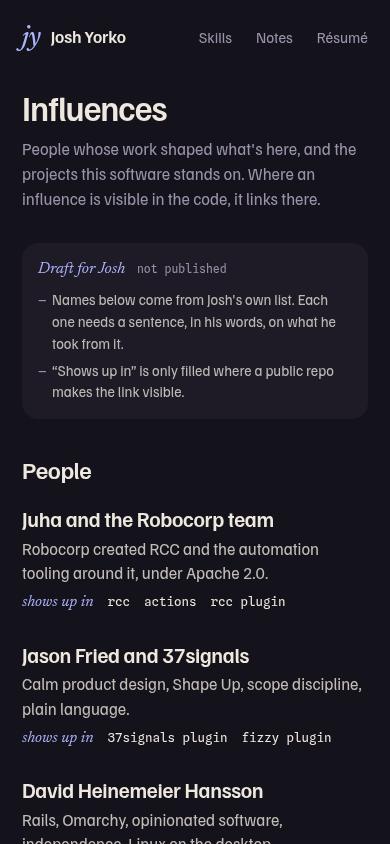 jy Josh Yorko Skills Notes Résumé
Influences
People whose work shaped what's here, and the
projects this software stands on. Where an
influence is visible in the code, it links there.
Draft for Josh not published
– Names below come from Josh's own list. Each
one needs a sentence, in his words, on what he
took from it.
– “Shows up in” is only filled where a public repo
makes the link visible.
People
Juha and the Robocorp team
Robocorp created RCC and the automation
tooling around it, under Apache 2.0.
shows up in rcc actions rcc plugin
Jason Fried and 37signals
Calm product design, Shape Up, scope discipline,
plain language.
shows up in 37signals plugin fizzy plugin
David Heinemeier Hansson
Rails, Omarchy, opinionated software,
independence, Linux on the desktop.